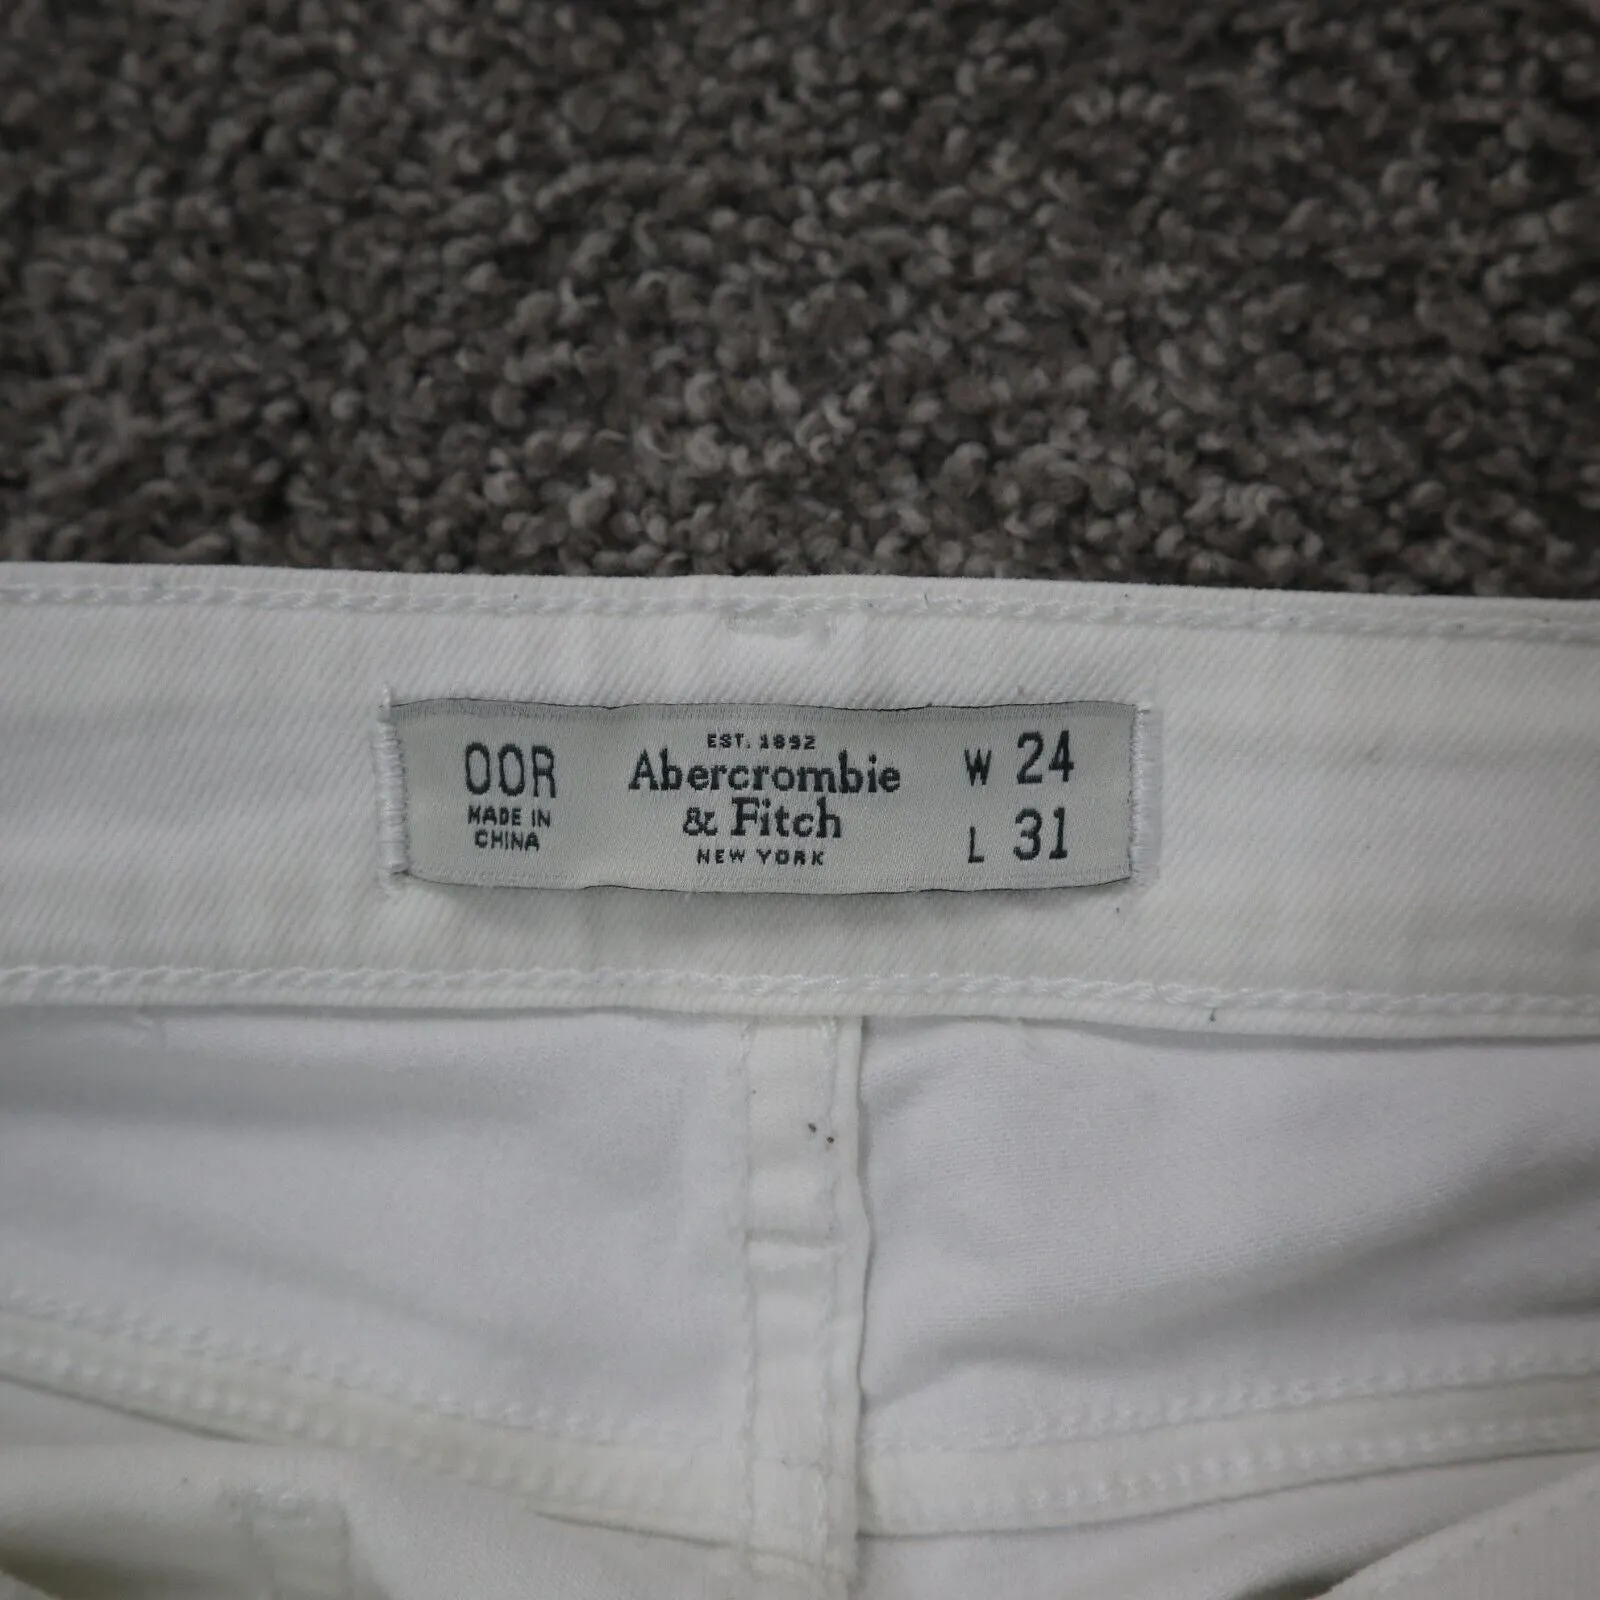 00R
MADE IN
CHINA
EST. 1892
Abercrombie
& Fitch
NEW YORK
W 24
L 31